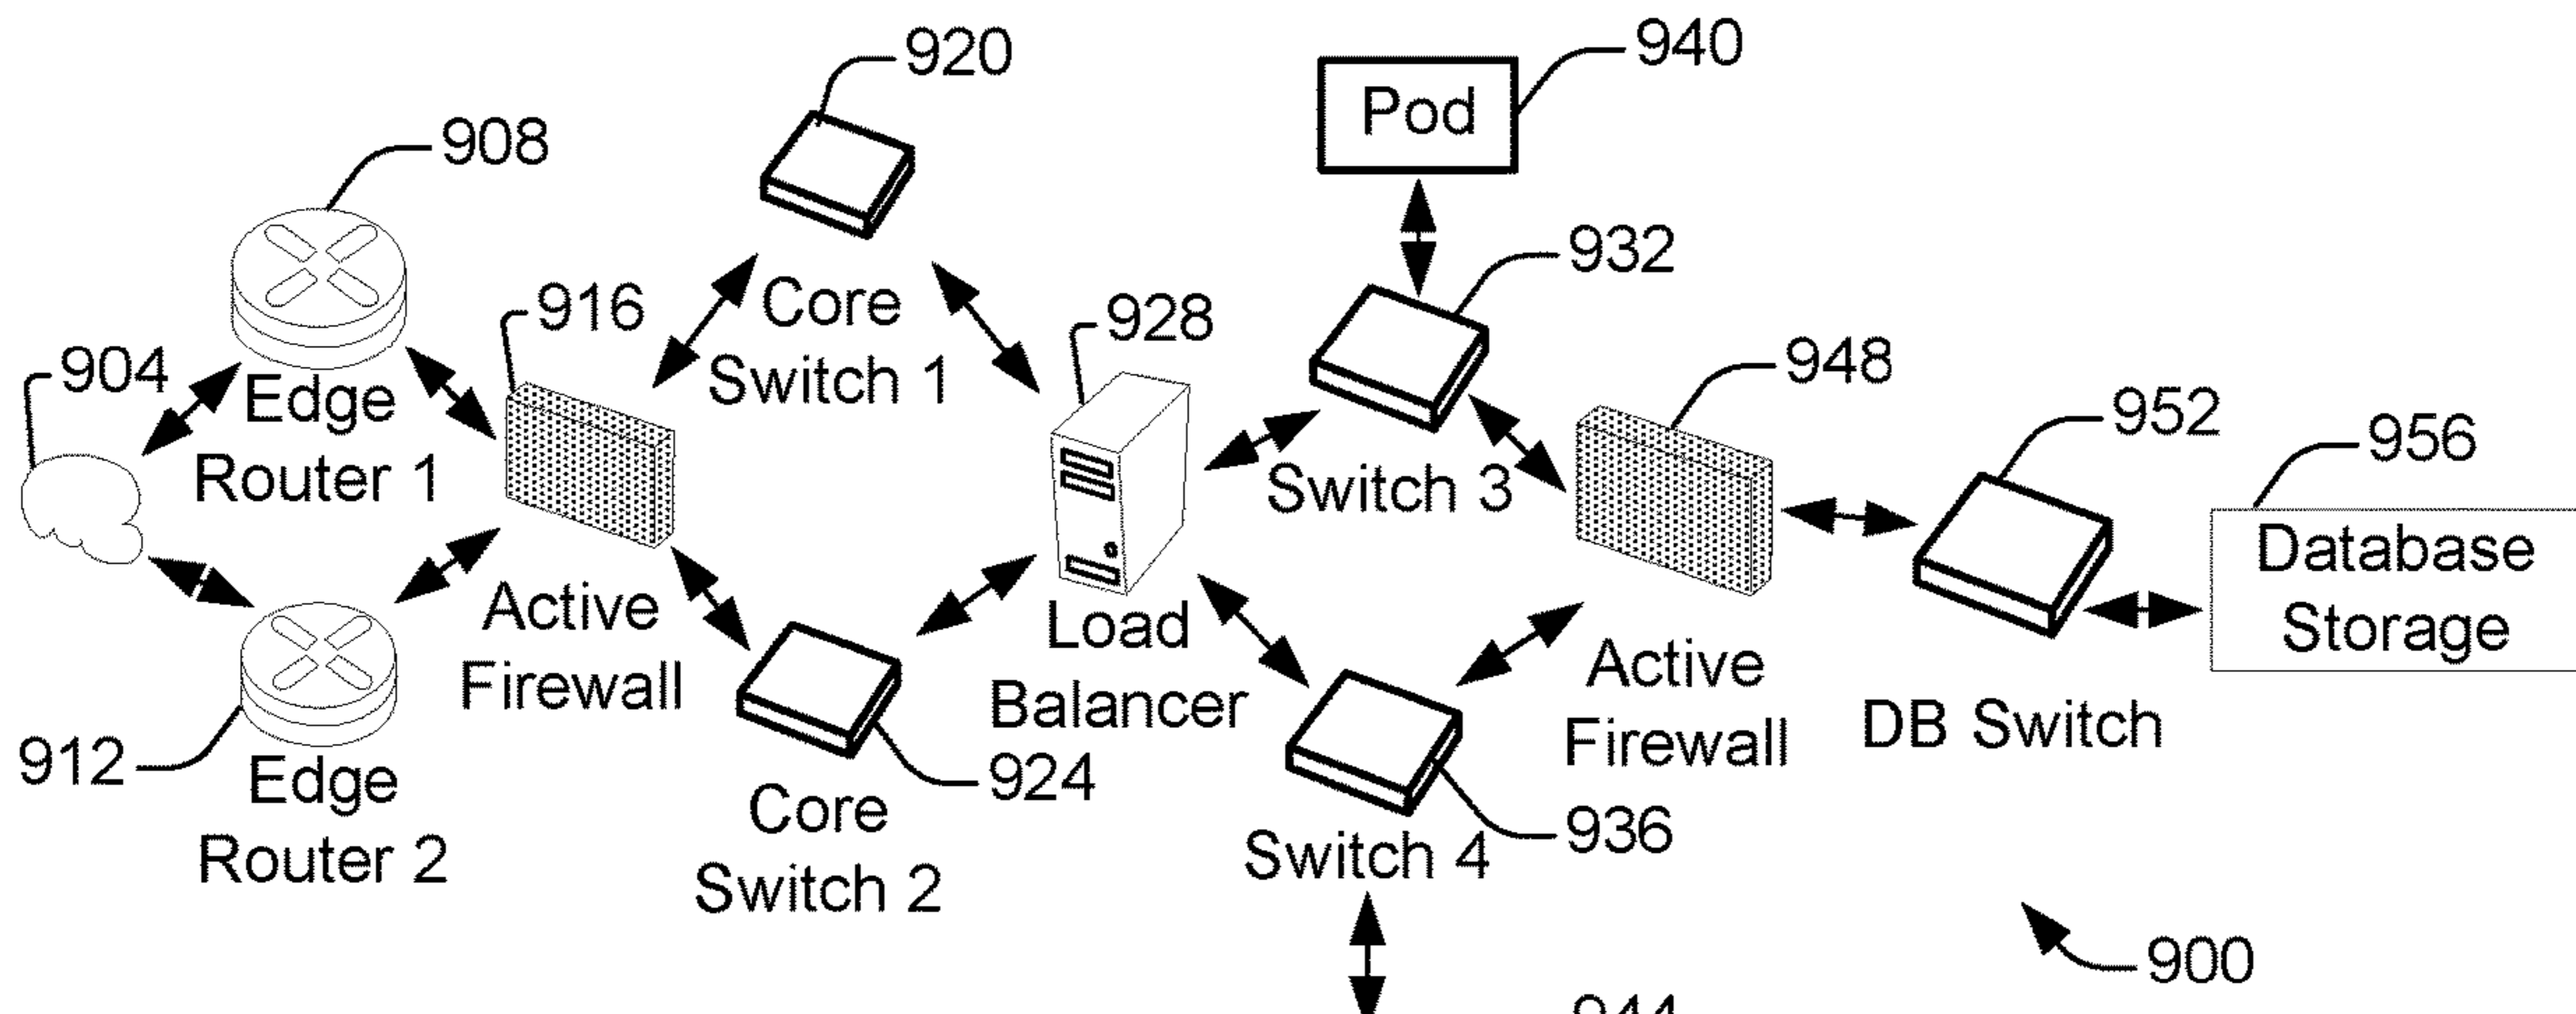 920
940
Pod
908
932
916
928
Core
Switch 1
948
904
Edge
Router 1
952
956
Switch 3
Database
Storage
Active
Firewall
Load
Balancer
Active
Firewall
DB Switch
912
Edge
Router 2
924
Core
Switch 2
936
Switch 4
900
944